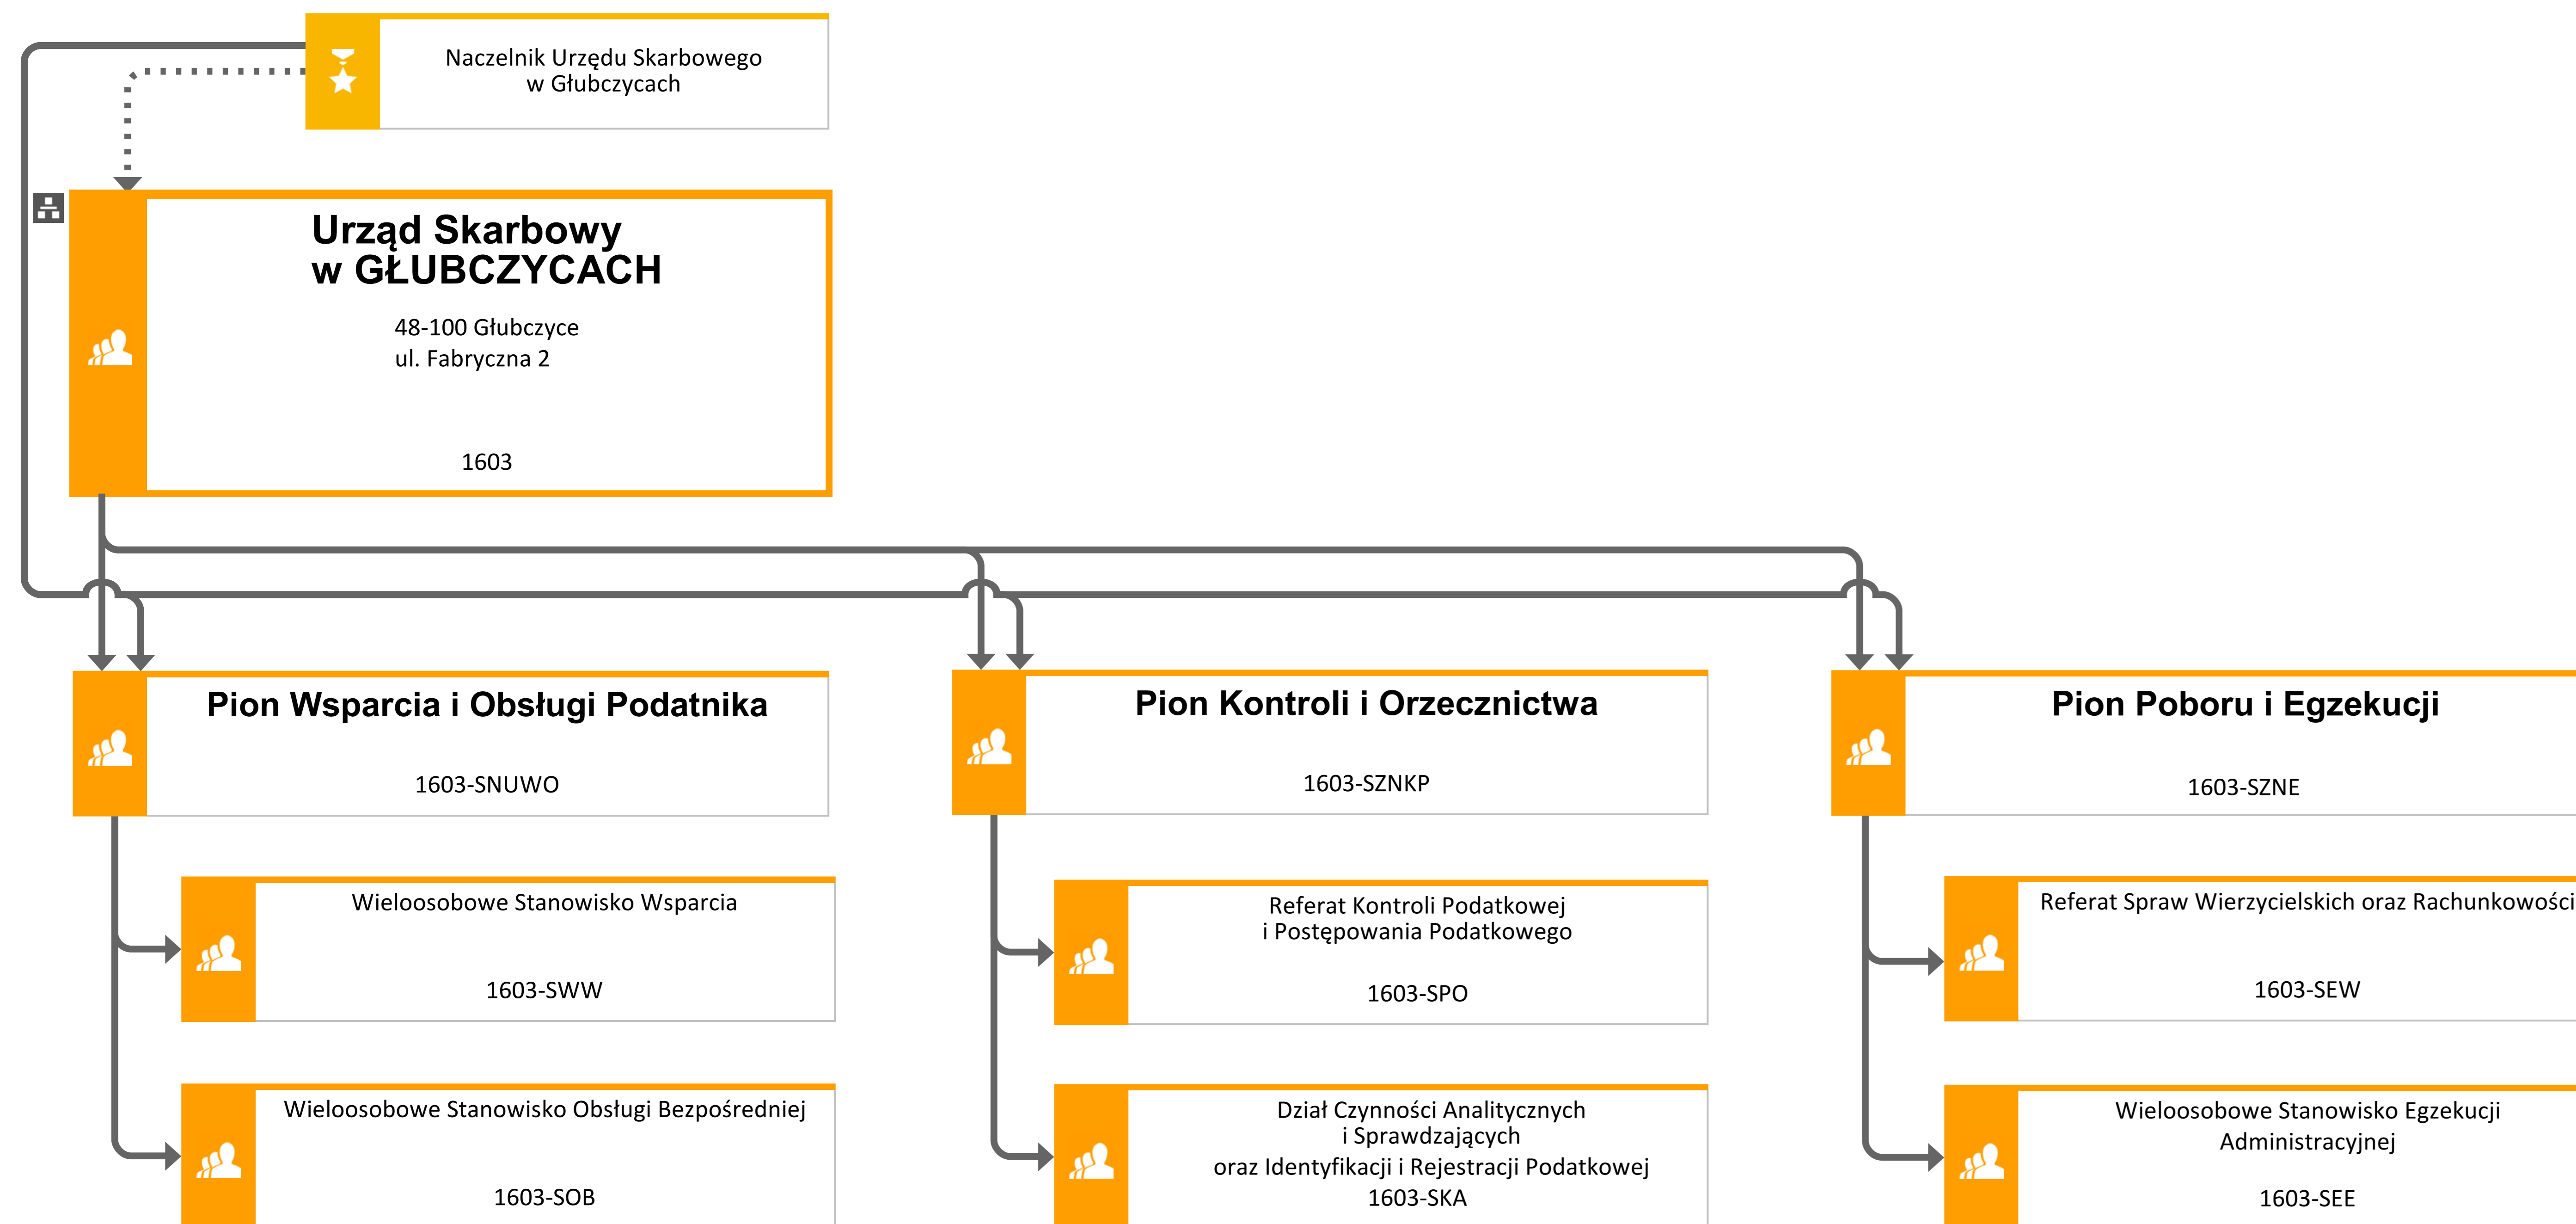 Naczelnik Urzędu Skarbowego
w Głubczycach
Urząd Skarbowy
w GŁUBCZYCACH
48-100 Głubczyce
ul. Fabryczna 2
1603
Pion Wsparcia i Obsługi Podatnika
1603-SNUWO
Wieloosobowe Stanowisko Wsparcia
1603-SWW
Wieloosobowe Stanowisko Obsługi Bezpośredniej
1603-SOB
Pion Kontroli i Orzecznictwa
1603-SZNKP
Referat Kontroli Podatkowej
i Postępowania Podatkowego
1603-SPO
Dział Czynności Analitycznych
i Sprawdzających
oraz Identyfikacji i Rejestracji Podatkowej
1603-SKA
Pion Poboru i Egzekucji
1603-SZNE
Referat Spraw Wierzycielskich oraz Rachunkowości
1603-SEW
Wieloosobowe Stanowisko Egzekucji
Administracyjnej
1603-SEE